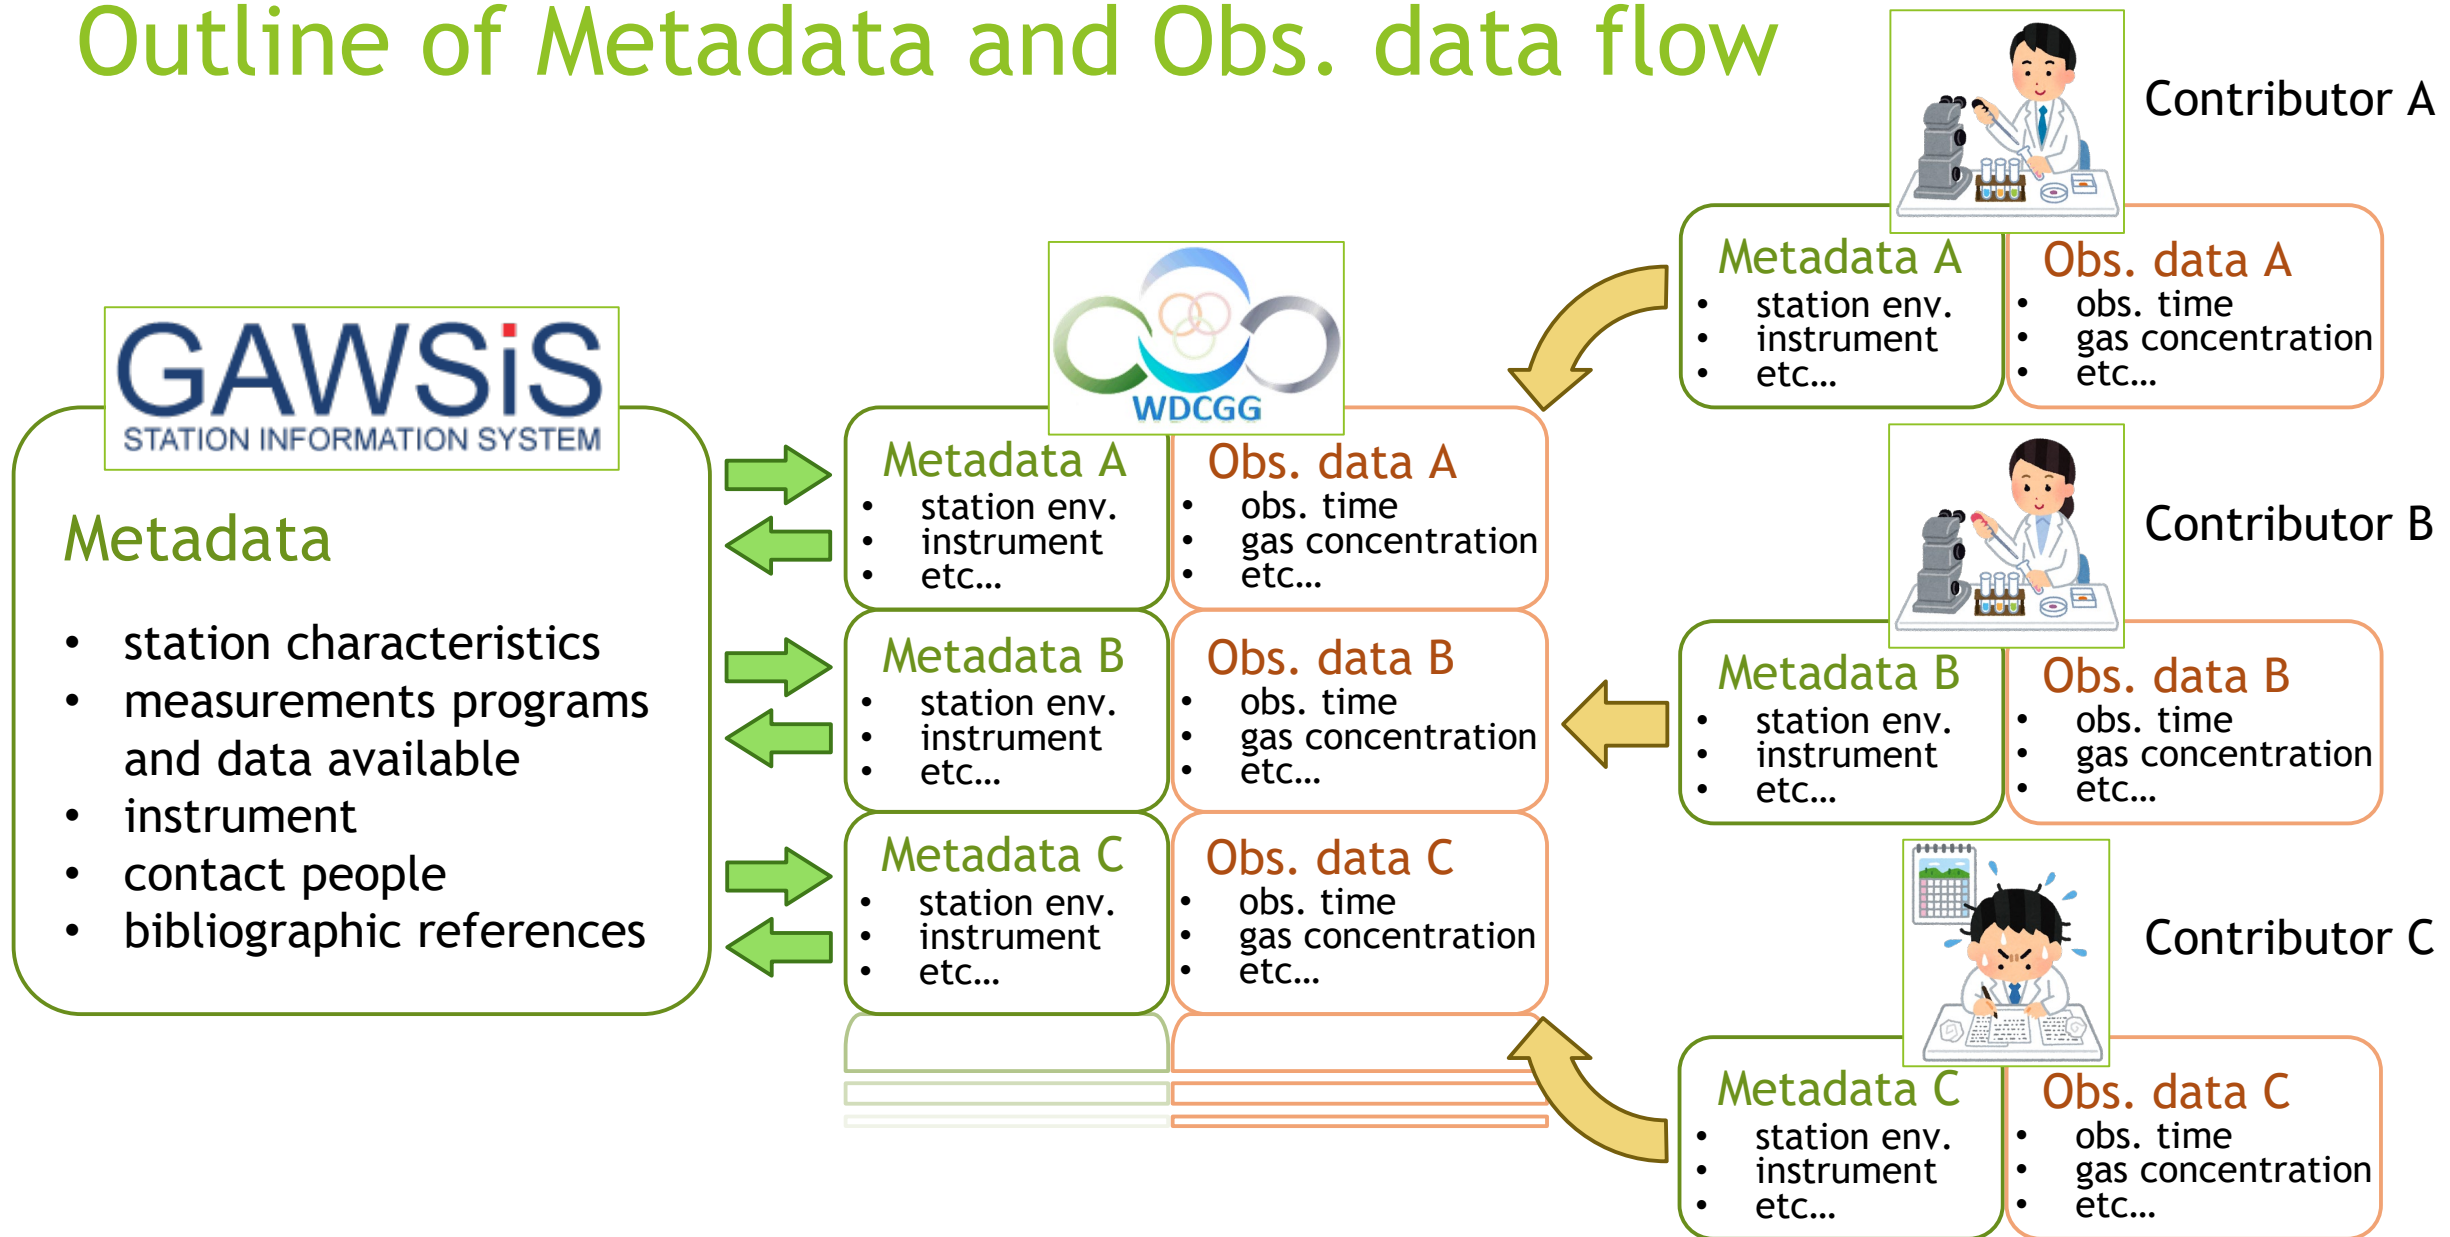 Outline of Metadata and Obs. data flow
GAWSiS
STATION INFORMATION SYSTEM
Metadata
• station characteristics
• measurements programs
and data available
• instrument
• contact people
• bibliographic references
WDCGG
Metadata A
• station env.
• instrument
• etc…
Obs. data A
• obs. time
• gas concentration
• etc…
Metadata B
• station env.
• instrument
• etc…
Obs. data B
• obs. time
• gas concentration
• etc…
Metadata C
• station env.
• instrument
• etc…
Obs. data C
• obs. time
• gas concentration
• etc…
Contributor A
Metadata A
• station env.
• instrument
• etc…
Obs. data A
• obs. time
• gas concentration
• etc…
Contributor B
Metadata B
• station env.
• instrument
• etc…
Obs. data B
• obs. time
• gas concentration
• etc…
Contributor C
Metadata C
• station env.
• instrument
• etc…
Obs. data C
• obs. time
• gas concentration
• etc…